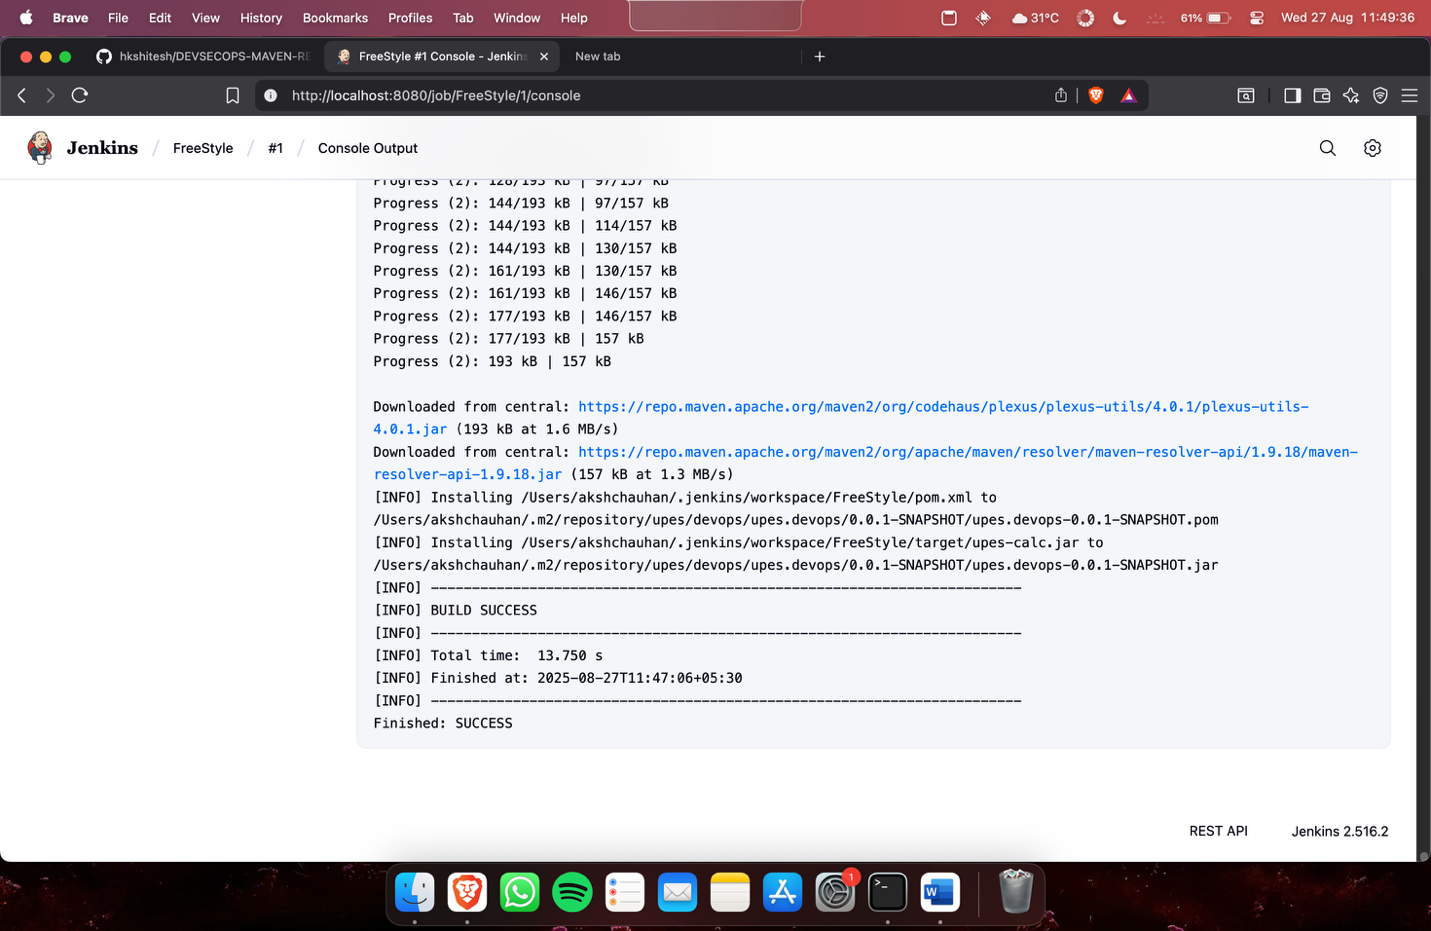 Brave File Edit View History Bookmarks Profiles Tab Window Help 31°C 61% Wed 27 Aug 11:49:36
hkshitesh/DEVSECOPS-MAVEN-RE FreeStyle #1 Console - Jenkins New tab
http://localhost:8080/job/FreeStyle/1/console
Jenkins / FreeStyle / #1 / Console Output
Progress (2): 128/193 kB | 97/157 kB
Progress (2): 144/193 kB | 97/157 kB
Progress (2): 144/193 kB | 114/157 kB
Progress (2): 144/193 kB | 130/157 kB
Progress (2): 161/193 kB | 130/157 kB
Progress (2): 161/193 kB | 146/157 kB
Progress (2): 177/193 kB | 146/157 kB
Progress (2): 177/193 kB | 157 kB
Progress (2): 193 kB | 157 kB
Downloaded from central: https://repo.maven.apache.org/maven2/org/codehaus/plexus/plexus-utils/4.0.1/plexus-utils-
4.0.1.jar (193 kB at 1.6 MB/s)
Downloaded from central: https://repo.maven.apache.org/maven2/org/apache/maven/resolver/maven-resolver-api/1.9.18/maven-
resolver-api-1.9.18.jar (157 kB at 1.3 MB/s)
[INFO] Installing /Users/akshchauhan/.jenkins/workspace/FreeStyle/pom.xml to
/Users/akshchauhan/.m2/repository/upes/devops/upes.devops/0.0.1-SNAPSHOT/upes.devops-0.0.1-SNAPSHOT.pom
[INFO] Installing /Users/akshchauhan/.jenkins/workspace/FreeStyle/target/upes-calc.jar to
/Users/akshchauhan/.m2/repository/upes/devops/upes.devops/0.0.1-SNAPSHOT/upes.devops-0.0.1-SNAPSHOT.jar
[INFO] ------------------------------------------------------------------------
[INFO] BUILD SUCCESS
[INFO] ------------------------------------------------------------------------
[INFO] Total time:  13.750 s
[INFO] Finished at: 2025-08-27T11:47:06+05:30
[INFO] ------------------------------------------------------------------------
Finished: SUCCESS
REST API Jenkins 2.516.2
1
W